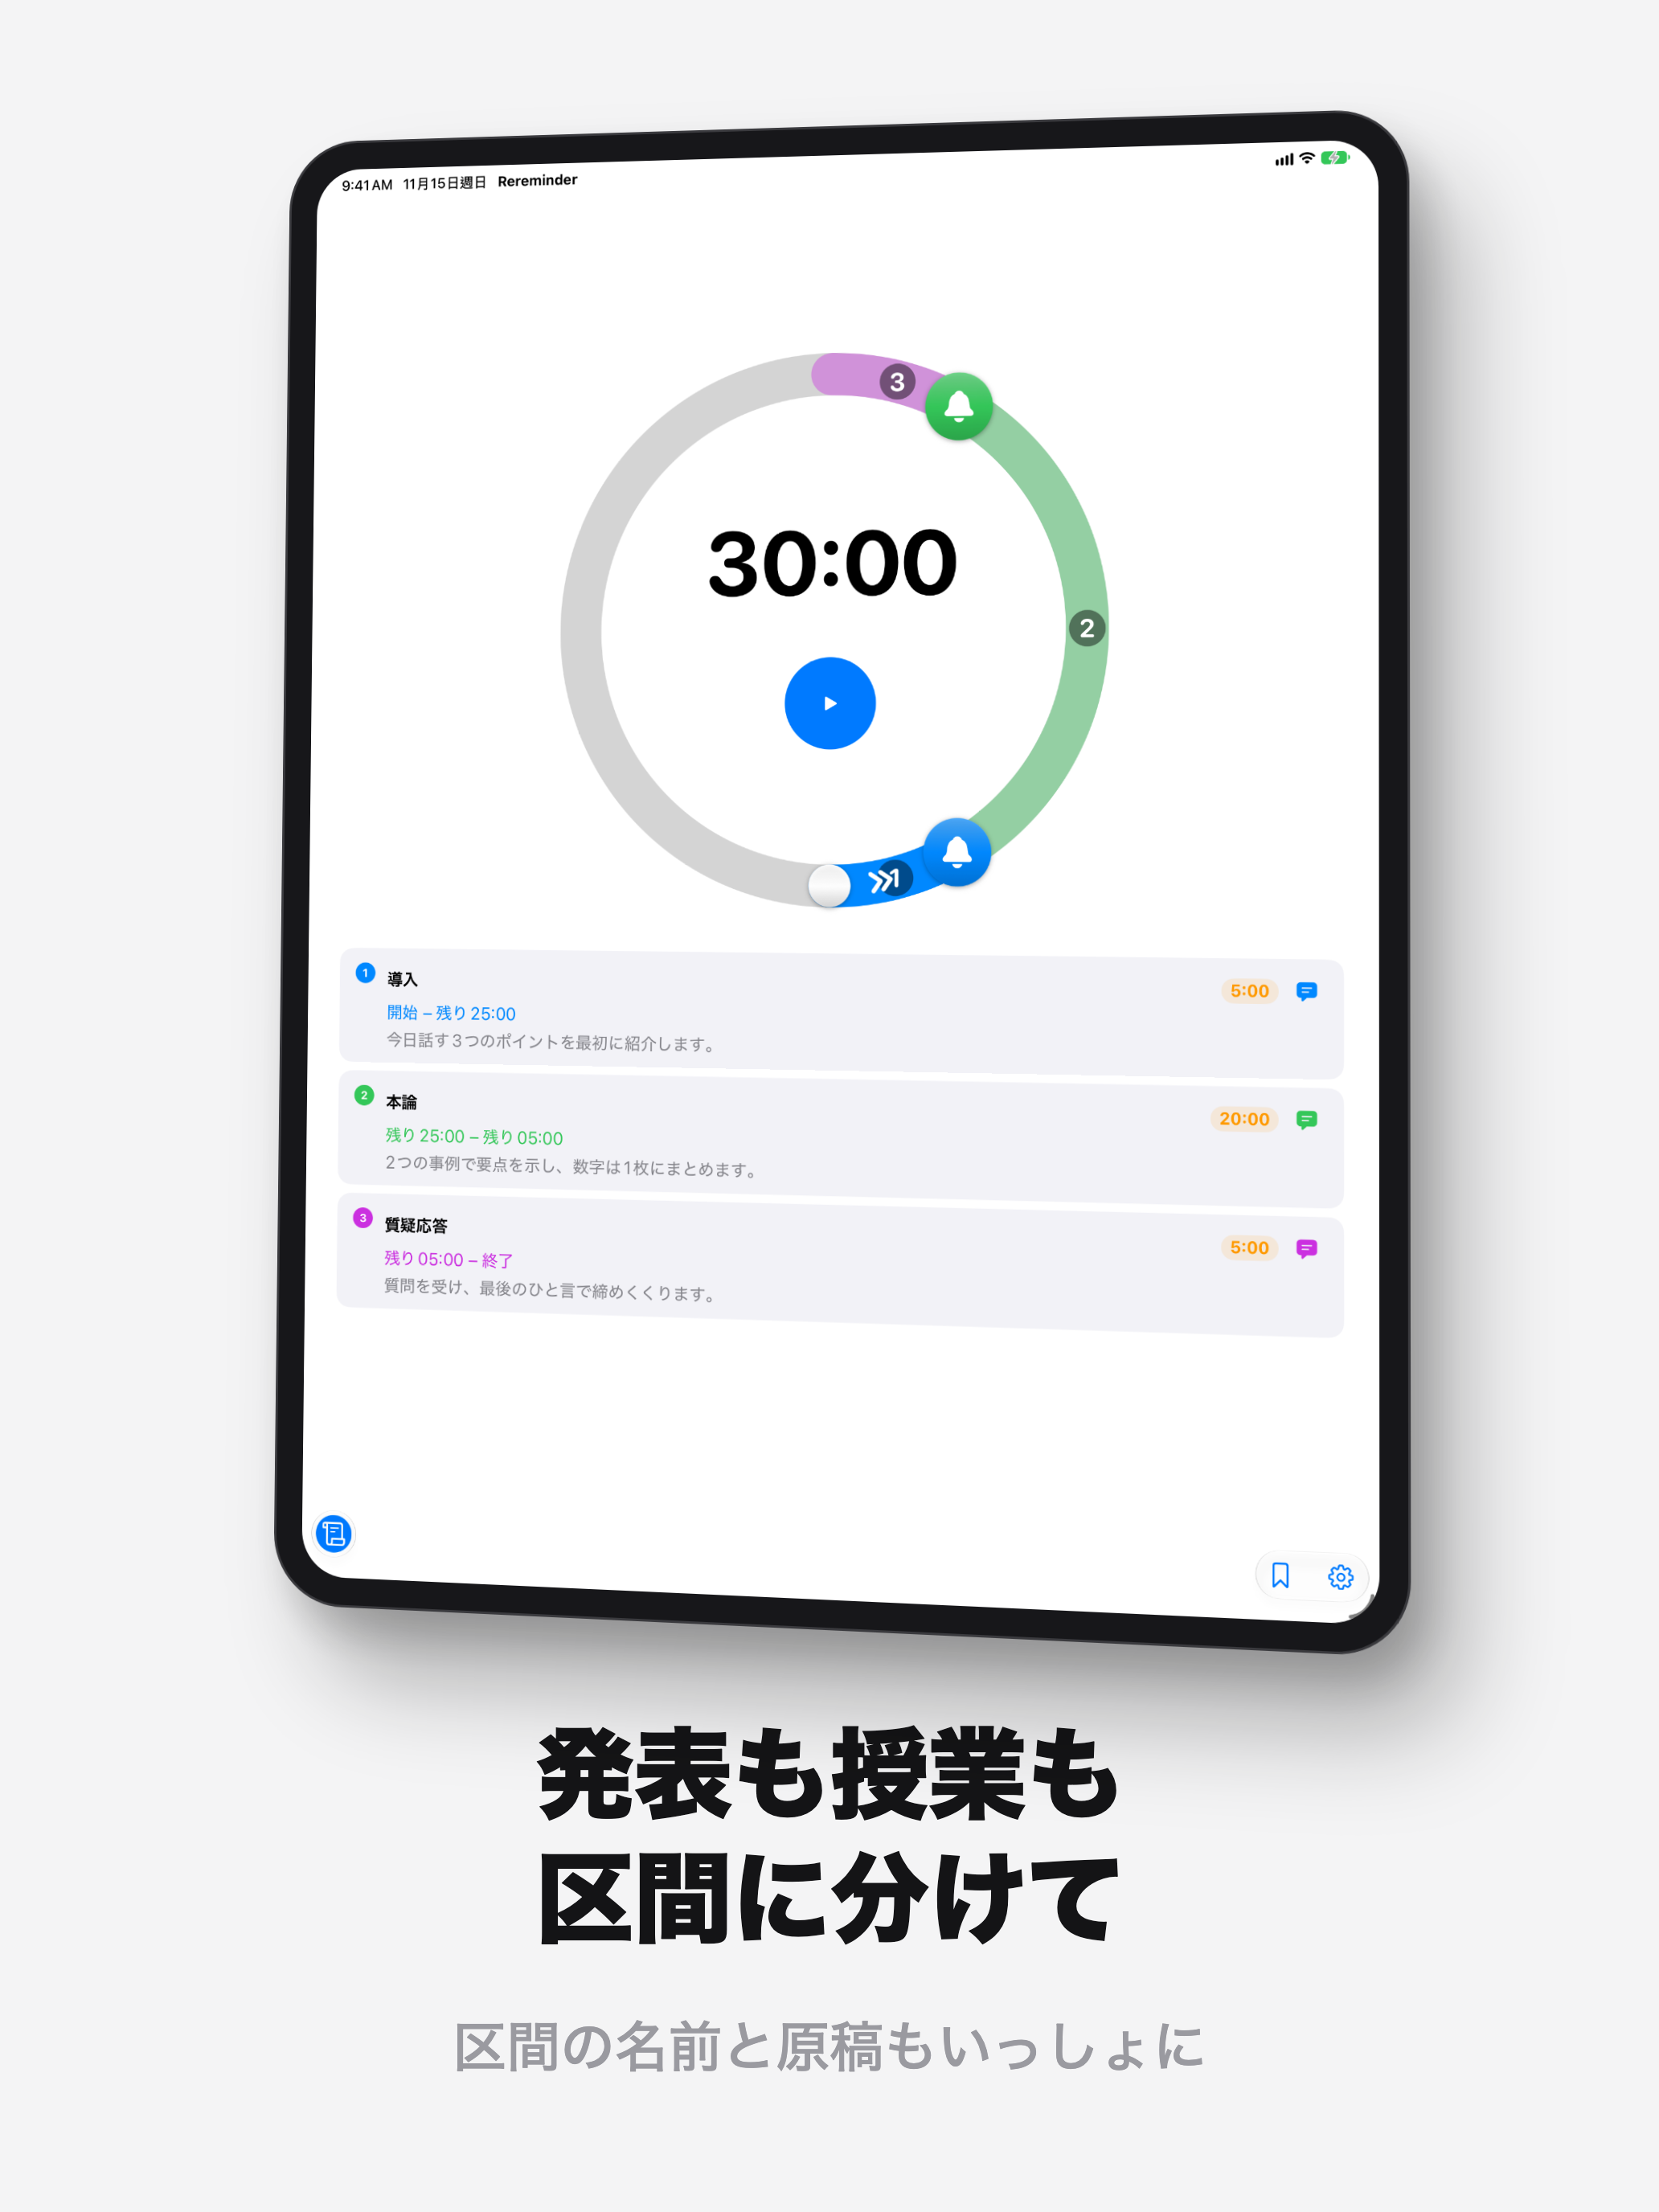 9:41 AM 11月15日週日 Rereminder
3
30:00
2
1
1 導入 5:00
開始 – 残り 25:00
今日話す3つのポイントを最初に紹介します。
2 本論 20:00
残り 25:00 – 残り 05:00
2つの事例で要点を示し、数字は1枚にまとめます。
3 質疑応答 5:00
残り 05:00 – 終了
質問を受け、最後のひと言で締めくくります。
発表も授業も
区間に分けて
区間の名前と原稿もいっしょに